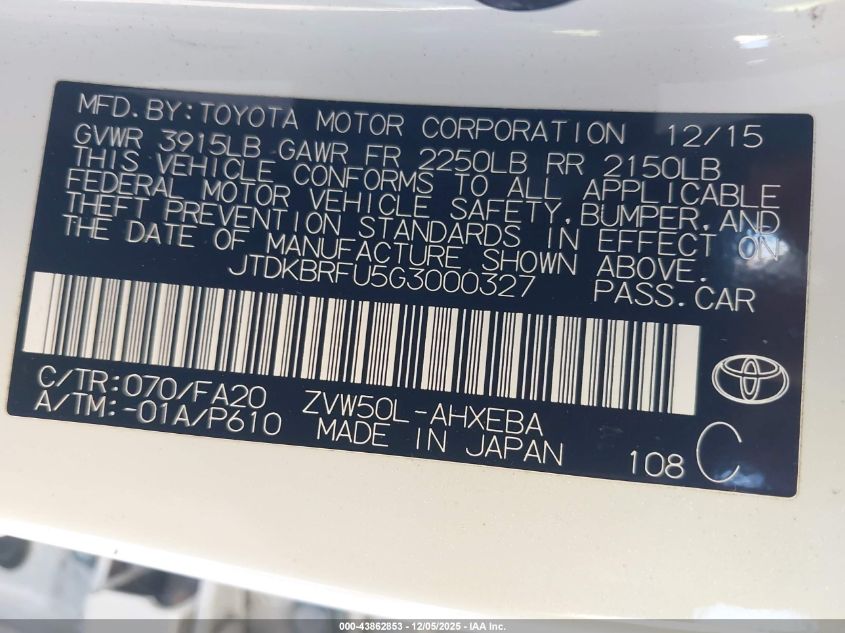 MFD. BY: TOYOTA MOTOR CORPORATION 12/15
GVWR 3915LB GAWR FR 2250LB RR 2150LB
THIS VEHICLE CONFORMS TO ALL APPLICABLE
FEDERAL MOTOR VEHICLE SAFETY, BUMPER, AND
THEFT PREVENTION STANDARDS IN EFFECT ON
THE DATE OF MANUFACTURE SHOWN ABOVE.
JTDKBRFU5G3000327 PASS. CAR
C/TR: 070/FA20 ZVW50L-AHXEBA
A/TM: -01A/P610 MADE IN JAPAN
108 C
000-43862853 - 12/05/2025 - IAA Inc.